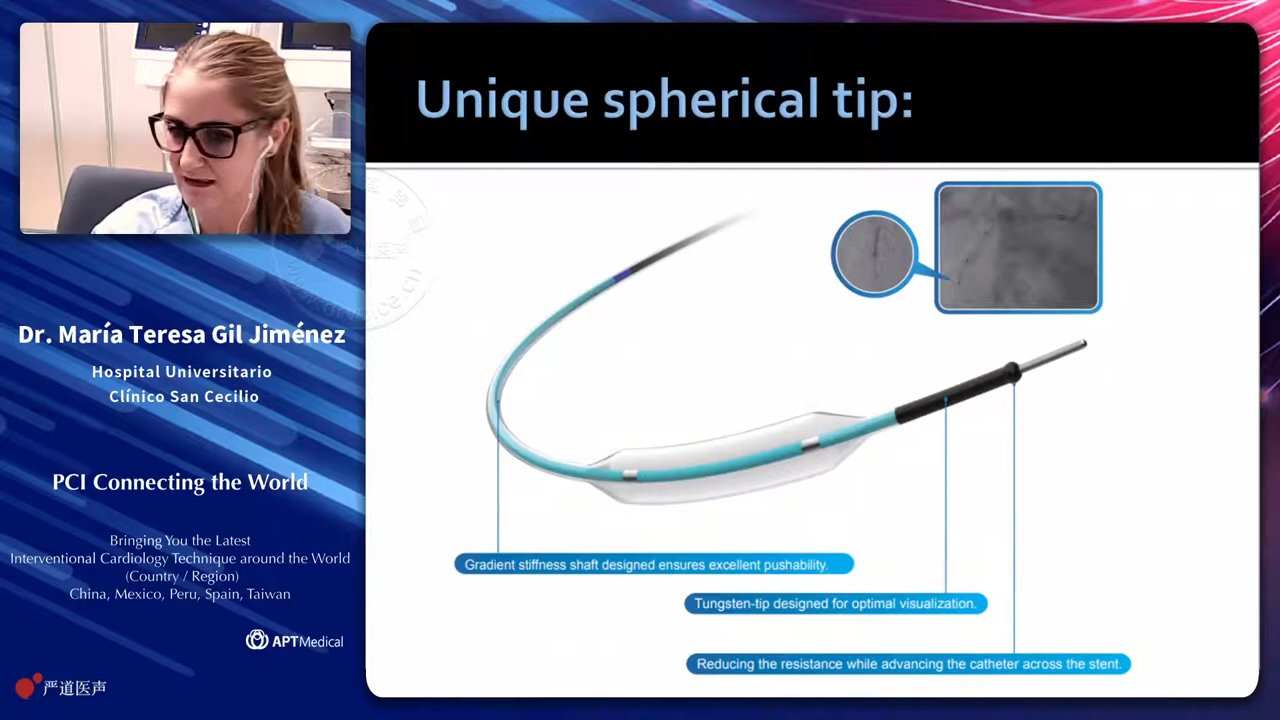 Unique spherical tip:
Dr. María Teresa Gil Jiménez
Hospital Universitario
Clínico San Cecilio
PCI Connecting the World
Bringing You the Latest
Interventional Cardiology Technique around the World
(Country / Region)
China, Mexico, Peru, Spain, Taiwan
APT Medical
严道医声
Gradient stiffness shaft designed ensures excellent pushability.
Tungsten-tip designed for optimal visualization.
Reducing the resistance while advancing the catheter across the stent.